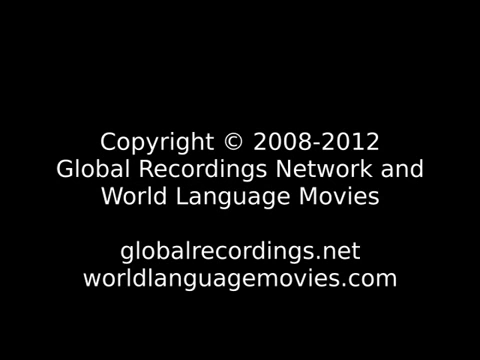 Copyright © 2008-2012
Global Recordings Network and
World Language Movies
globalrecordings.net
worldlanguagemovies.com